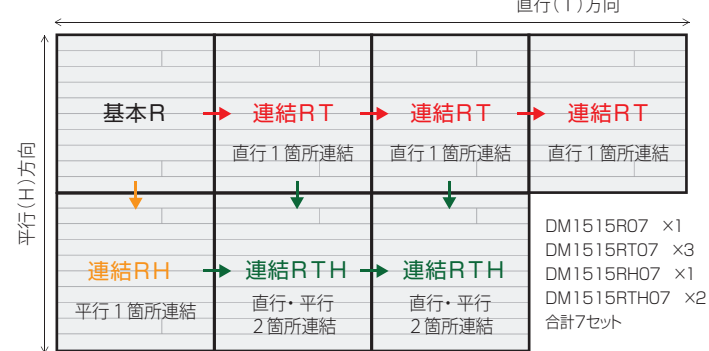 直行(T)方向
平行(H)方向
基本R
連結RT
連結RT
連結RT
直行1箇所連結
直行1箇所連結
直行1箇所連結
連結RH
連結RTH
連結RTH
平行1箇所連結
直行・平行
2箇所連結
直行・平行
2箇所連結
DM1515R07 ×1
DM1515RT07 ×3
DM1515RH07 ×1
DM1515RTH07 ×2
合計7セット